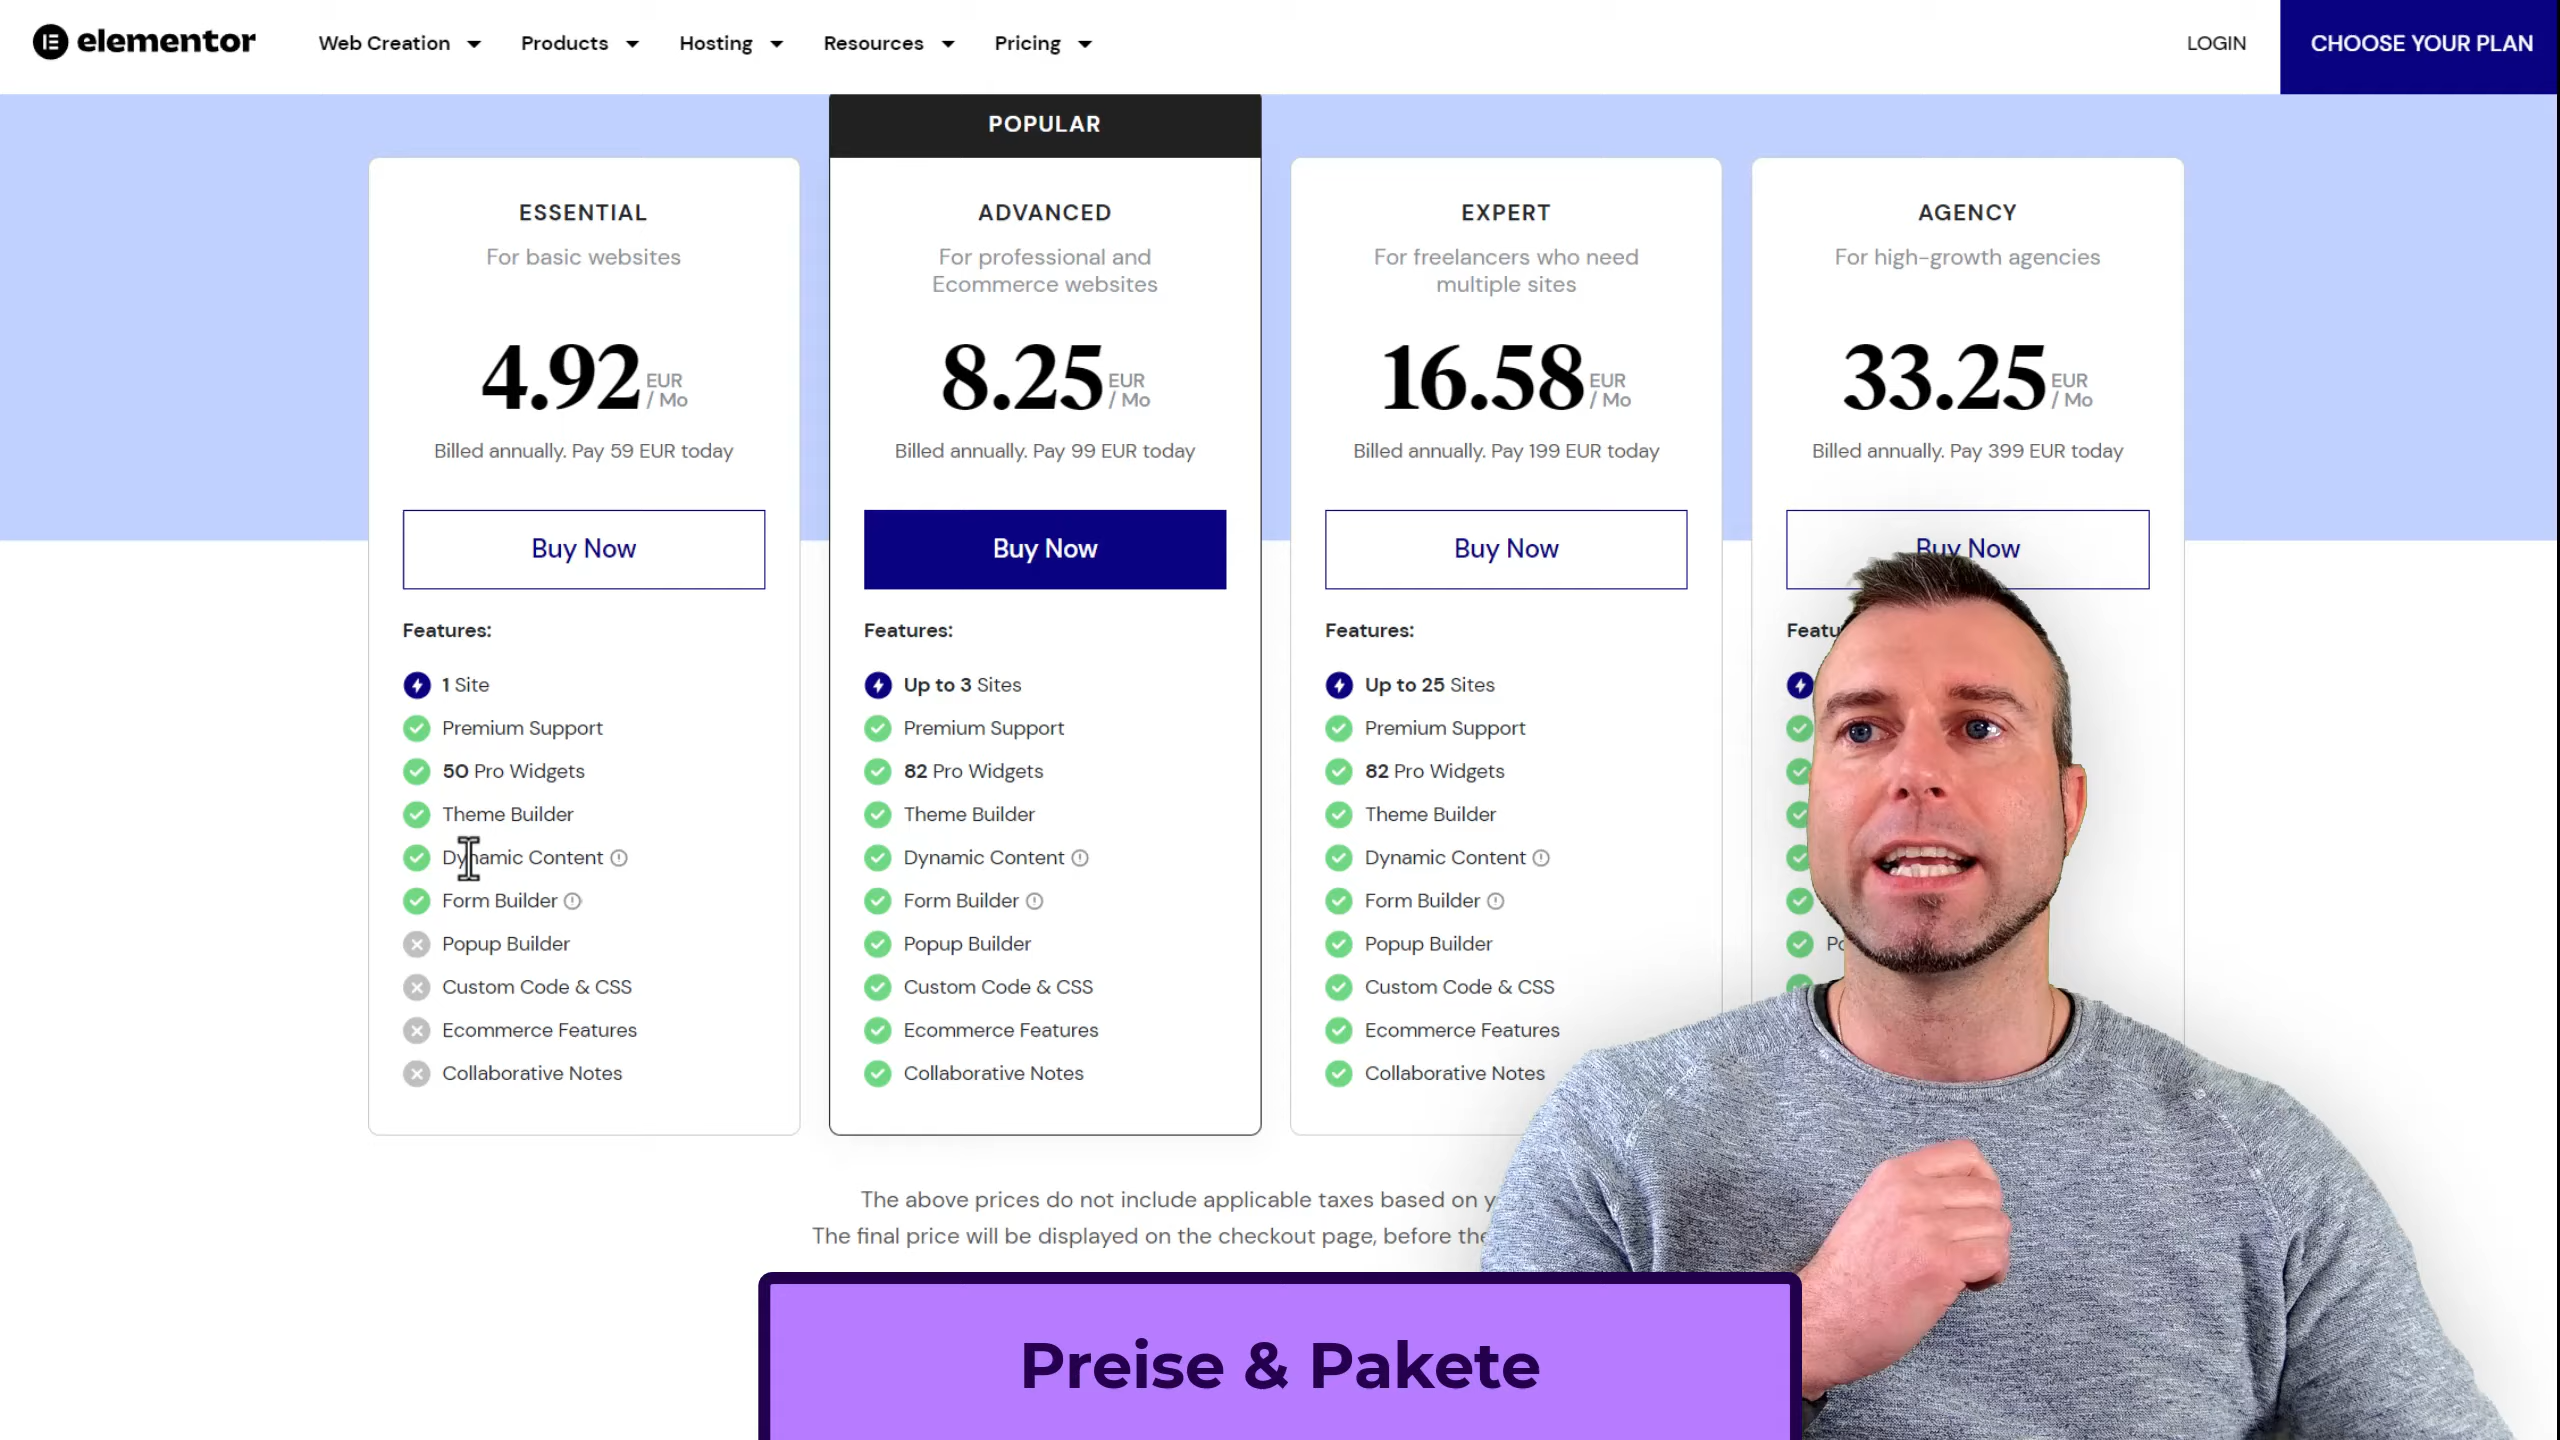 elementor
Web Creation
Products
Hosting
Resources
Pricing
LOGIN
CHOOSE YOUR PLAN
POPULAR
ESSENTIAL
For basic websites
4.92 EUR / Mo
Billed annually. Pay 59 EUR today
Buy Now
Features:
1 Site
Premium Support
50 Pro Widgets
Theme Builder
Dynamic Content
Form Builder
Popup Builder
Custom Code & CSS
Ecommerce Features
Collaborative Notes
ADVANCED
For professional and
Ecommerce websites
8.25 EUR / Mo
Billed annually. Pay 99 EUR today
Buy Now
Features:
Up to 3 Sites
Premium Support
82 Pro Widgets
Theme Builder
Dynamic Content
Form Builder
Popup Builder
Custom Code & CSS
Ecommerce Features
Collaborative Notes
EXPERT
For freelancers who need
multiple sites
16.58 EUR / Mo
Billed annually. Pay 199 EUR today
Buy Now
Features:
Up to 25 Sites
Premium Support
82 Pro Widgets
Theme Builder
Dynamic Content
Form Builder
Popup Builder
Custom Code & CSS
Ecommerce Features
Collaborative Notes
AGENCY
For high-growth agencies
33.25 EUR / Mo
Billed annually. Pay 399 EUR today
Buy Now
The above prices do not include applicable taxes based on
The final price will be displayed on the checkout page, before
Preise & Pakete